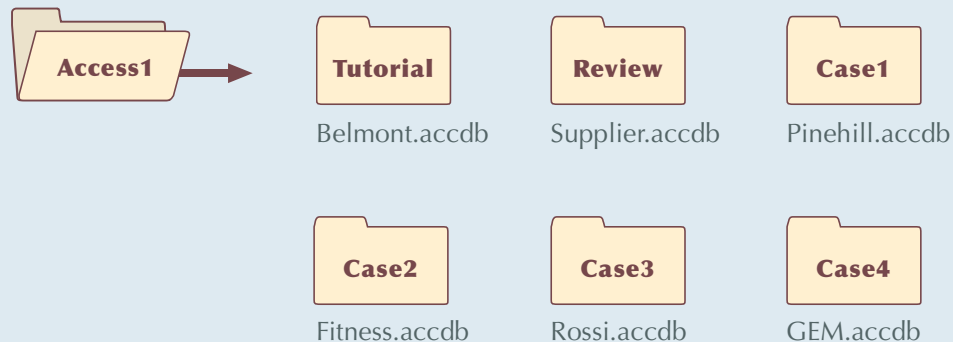 Access1
Tutorial
Review
Case1
Belmont.accdb
Supplier.accdb
Pinehill.accdb
Case2
Case3
Case4
Fitness.accdb
Rossi.accdb
GEM.accdb